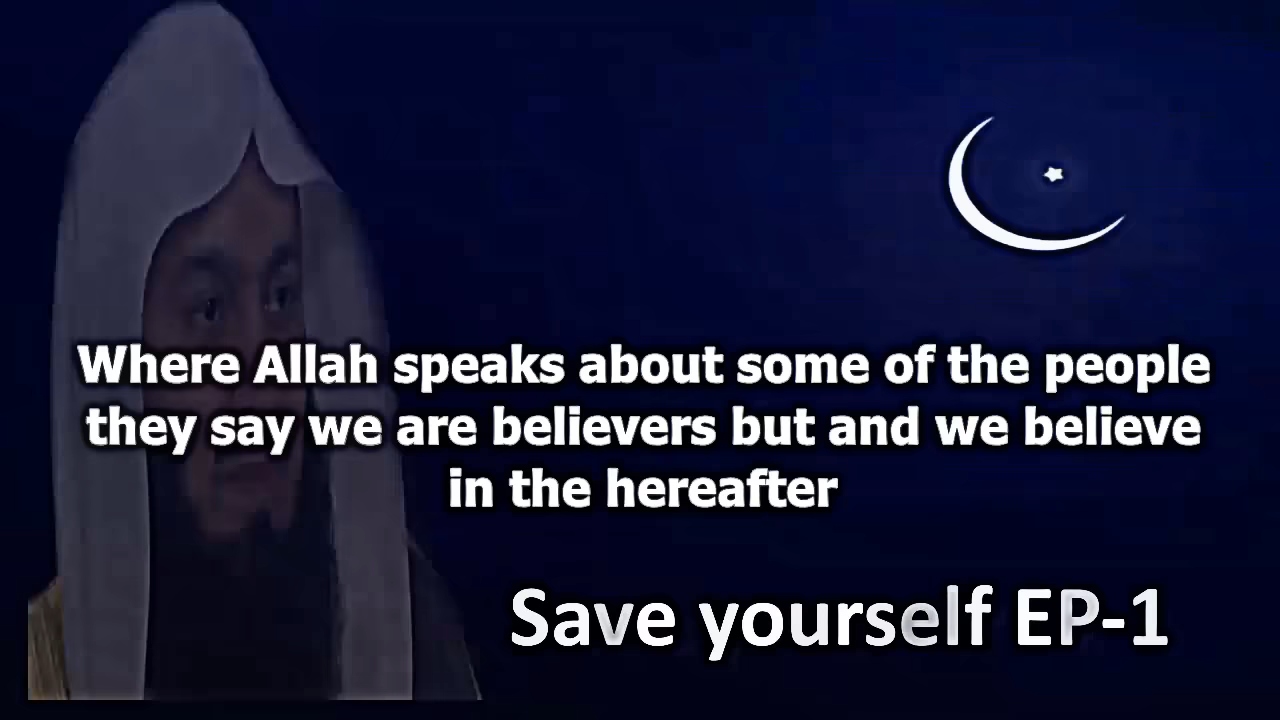 Where Allah speaks about some of the people
they say we are believers but and we believe
in the hereafter
Save yourself EP-1